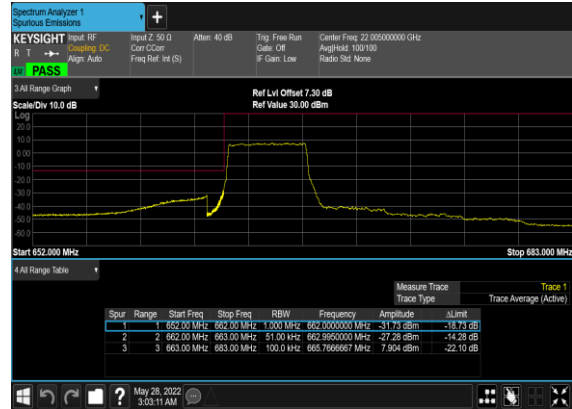 Spectrum Analyzer 1
Spurious Emissions
KEYSIGHT Input: RF Input Z: 50 Ω Atten: 40 dB Trig: Free Run Center Freq: 22.005000000 GHz
R T Coupling: DC Corr CCorr Gate: Off Avg|Hold: 100/100
Align: Auto Freq Ref: Int (S) IF Gain: Low Radio Std: None
LM PASS
3 All Range Graph
Ref Lvl Offset 7.30 dB
Scale/Div 10.0 dB Ref Value 30.00 dBm
Log
20.0
10.0
0.00
-10.0
-20.0
-30.0
-40.0
-50.0
-60.0
Start 652.000 MHz Stop 683.000 MHz
4 All Range Table
Measure Trace Trace 1
Trace Type Trace Average (Active)
Spur Range Start Freq Stop Freq RBW Frequency Amplitude ΔLimit
1 1 652.00 MHz 662.00 MHz 1.000 MHz 662.0000000 MHz -31.73 dBm -18.73 dB
2 2 662.00 MHz 663.00 MHz 51.00 kHz 662.9950000 MHz -27.28 dBm -14.28 dB
3 3 663.00 MHz 683.00 MHz 100.0 kHz 665.7666667 MHz 7.904 dBm -22.10 dB
? May 28, 2022
3:03:11 AM